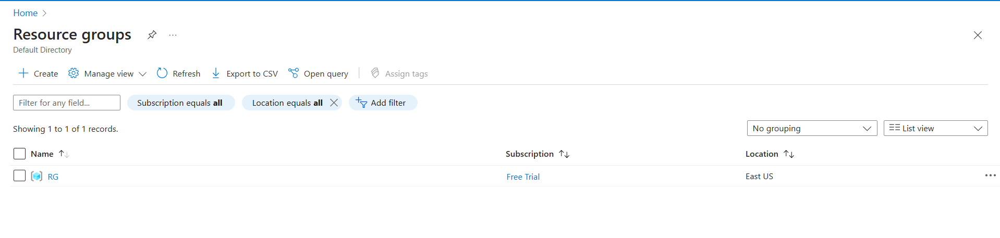 Home
Resource groups
Default Directory
Create Manage view Refresh Export to CSV Open query Assign tags
Filter for any field... Subscription equals all Location equals all Add filter
Showing 1 to 1 of 1 records. No grouping List view
Name Subscription Location
RG Free Trial East US